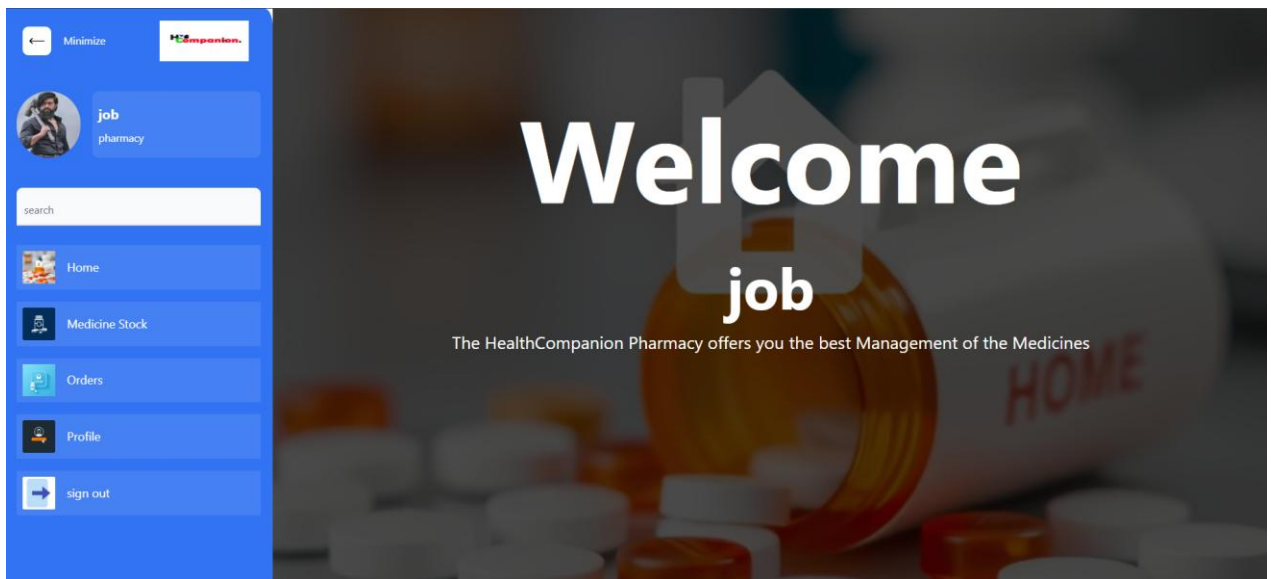 Minimize
job
pharmacy
search
Home
Medicine Stock
Orders
Profile
sign out
Welcome
job
The HealthCompanion Pharmacy offers you the best Management of the Medicines
HOME